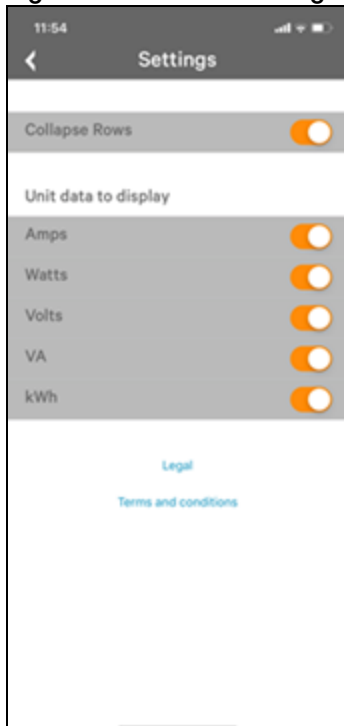 11:54
Settings
Collapse Rows
Unit data to display
Amps
Watts
Volts
VA
kWh
Legal
Terms and conditions